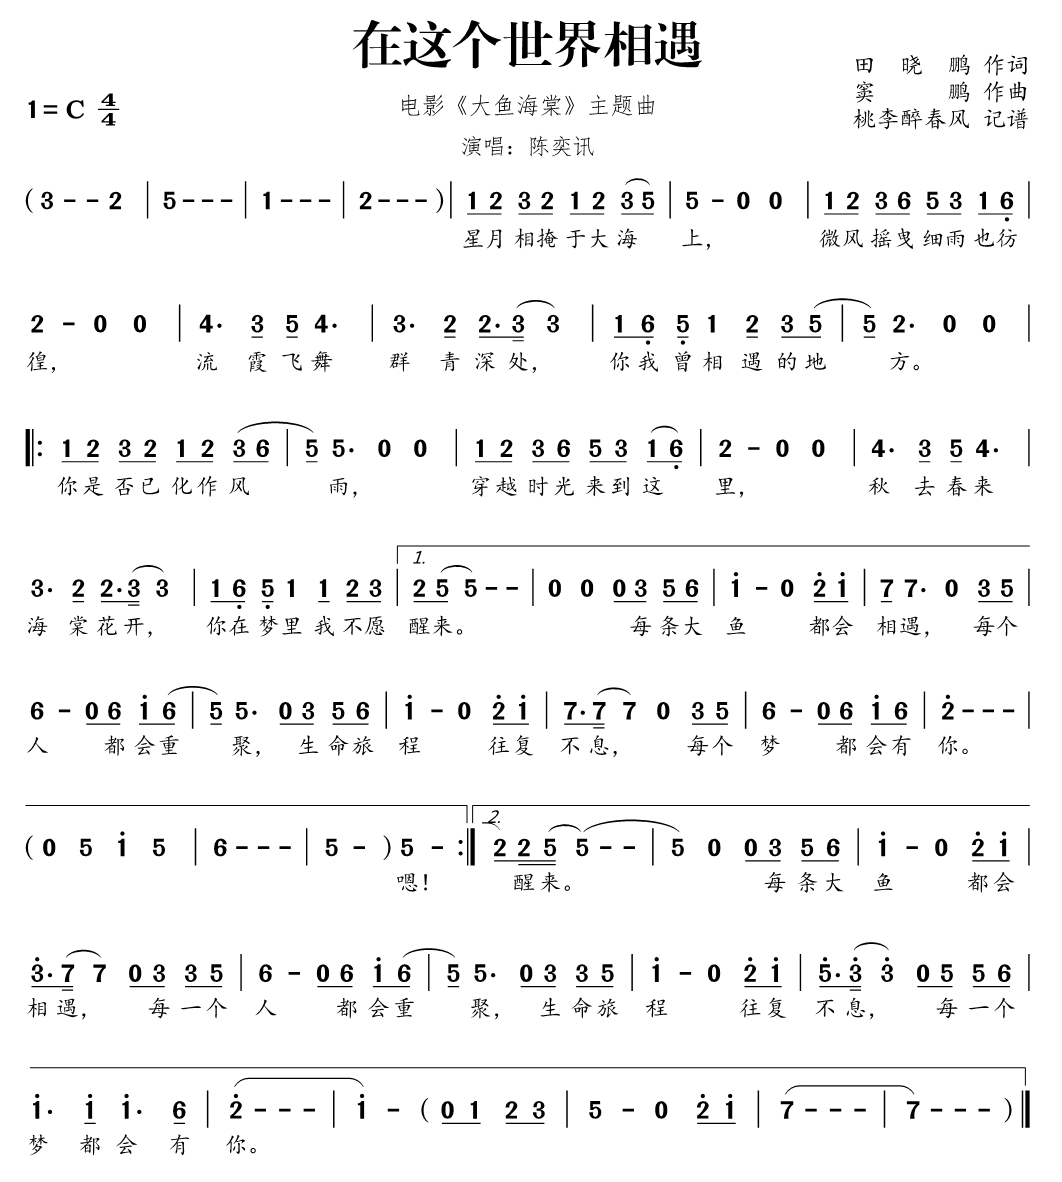 在这个世界相遇
田 晓 鹏 作词
1=C 4/4
电影《大鱼海棠》主题曲
窦 鹏 作曲
桃李醉春风 记谱
演唱：陈奕讯
( 3 - - 2 | 5 - - - | 1 - - - | 2 - - - ) | 1 2 3 2 1 2 3 5 | 5 - 0 0 | 1 2 3 6 5 3 1 6 |
星月 相掩 于大 海 上， 微风 摇曳 细雨 也彷
2 - 0 0 | 4· 3 5 4· | 3· 2 2· 3 3 | 1 6 5 1 2 3 5 | 5 2· 0 0 |
徨， 流 霞 飞 舞 群 青 深 处， 你我 曾相 遇 的地 方。
|: 1 2 3 2 1 2 3 6 | 5 5· 0 0 | 1 2 3 6 5 3 1 6 | 2 - 0 0 | 4· 3 5 4· |
你是 否已 化作 风 雨， 穿越 时光 来到 这 里， 秋 去 春 来
1. 
3· 2 2· 3 3 | 1 6 5 1 1 2 3 | 2 5 5 - - | 0 0 0 3 5 6 | i - 0 2 i | 7 7· 0 3 5 |
海 棠 花 开， 你在 梦里 我 不愿 醒来。 每 条大 鱼 都会 相遇， 每个
6 - 0 6 i 6 | 5 5· 0 3 5 6 | i - 0 2 i | 7· 7 7 0 3 5 | 6 - 0 6 i 6 | 2 - - - |
人 都 会重 聚， 生 命旅 程 往复 不 息， 每个 梦 都 会有 你。
2. 
( 0 5 i 5 | 6 - - - | 5 - ) 5 - :| 2 2 5 5 - - | 5 0 0 3 5 6 | i - 0 2 i |
嗯！ 醒来。 每 条大 鱼 都会
3· 7 7 0 3 3 5 | 6 - 0 6 i 6 | 5 5· 0 3 3 5 | i - 0 2 i | 5· 3 3 0 5 5 6 |
相 遇， 每 一个 人 都 会重 聚， 生 命旅 程 往复 不 息， 每 一个
i· i i· 6 | 2 - - - | i - ( 0 1 2 3 | 5 - 0 2 i | 7 - - - | 7 - - - ) ||
梦 都 会 有 你。